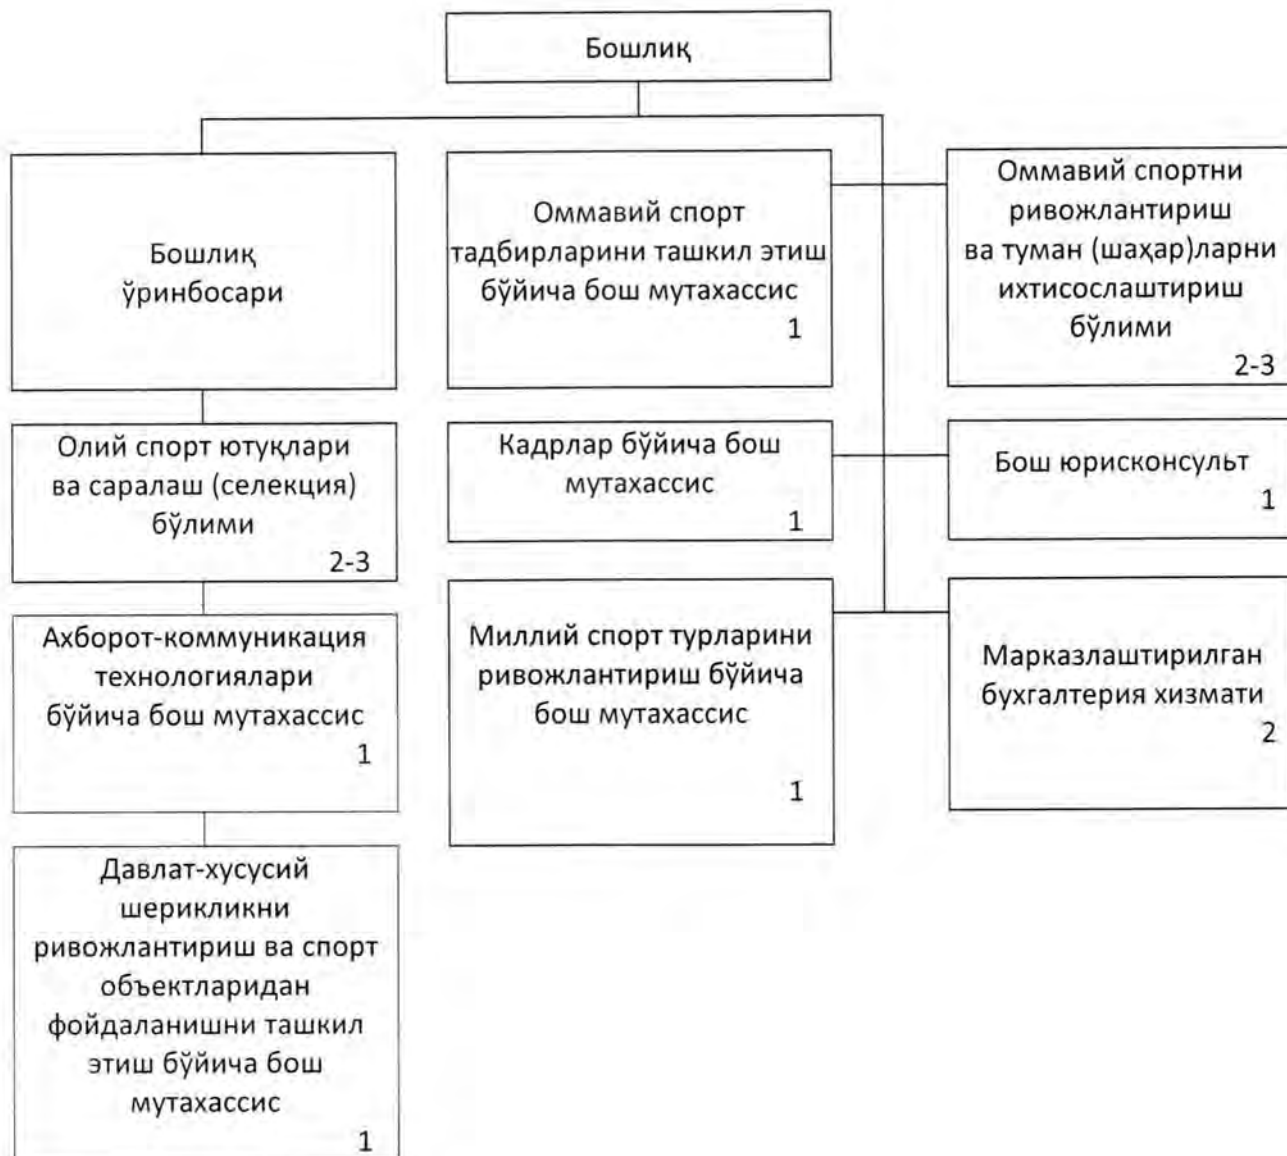 Бошлиқ
Бошлиқ
ўринбосари
Оммавий спорт
тадбирларини ташкил этиш
бўйича бош мутахассис
1
Оммавий спортни
ривожлантириш
ва туман (шаҳар)ларни
ихтисослаштириш
бўлими
2-3
Олий спорт ютуқлари
ва саралаш (селекция)
бўлими
2-3
Кадрлар бўйича бош
мутахассис
1
Бош юрисконсульт
1
Ахборот-коммуникация
технологиялари
бўйича бош мутахассис
1
Миллий спорт турларини
ривожлантириш бўйича
бош мутахассис
1
Марказлаштирилган
бухгалтерия хизмати
2
Давлат-хусусий
шерикликни
ривожлантириш ва спорт
объектларидан
фойдаланишни ташкил
этиш бўйича бош
мутахассис
1